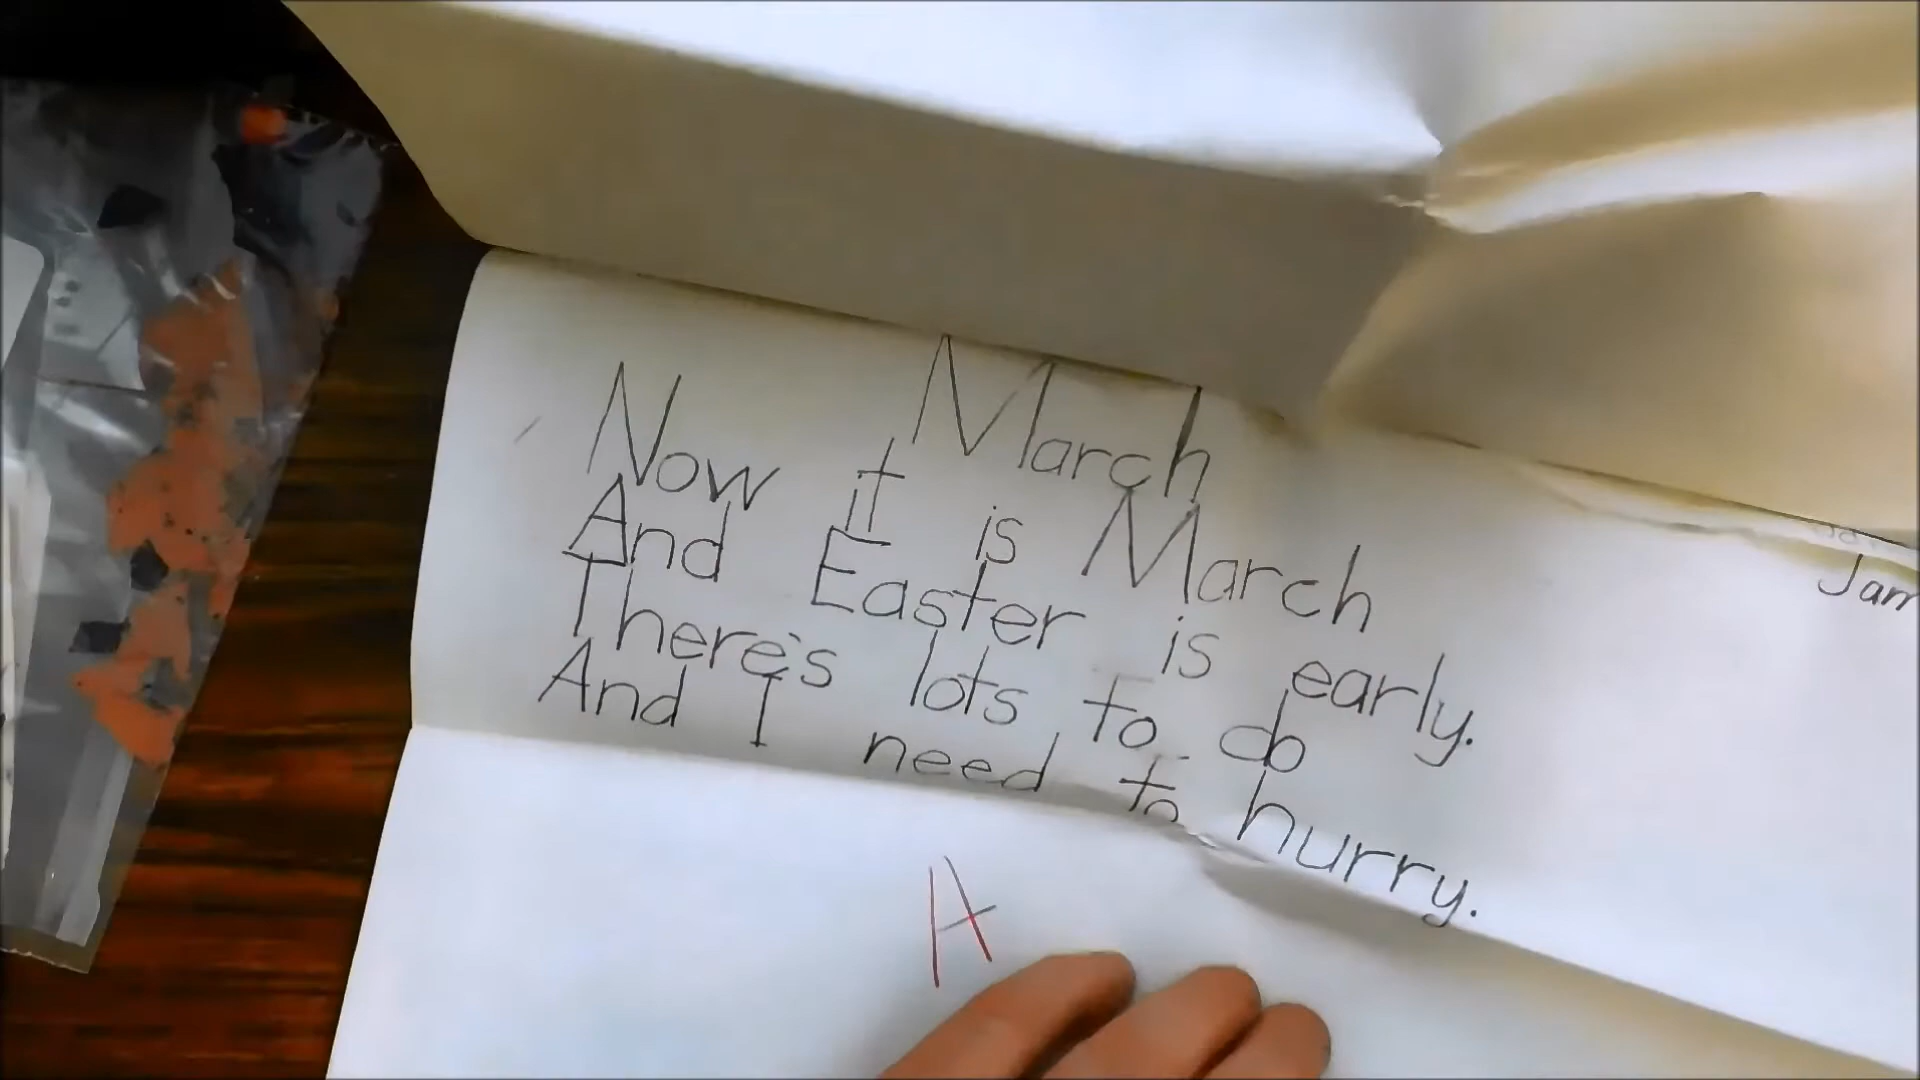 March
Now it is March
And Easter is early.
There's lots to do
And I need to hurry.
A